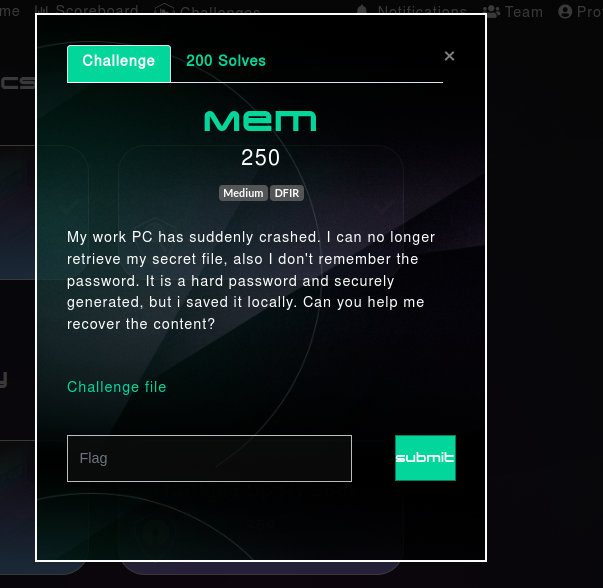 me Scoreboard Challenges Notifications Team Pro
Challenge 200 Solves ×
cs
mem
250
Medium DFIR
My work PC has suddenly crashed. I can no longer
retrieve my secret file, also I don't remember the
password. It is a hard password and securely
generated, but i saved it locally. Can you help me
recover the content?
y
Challenge file
Flag submit